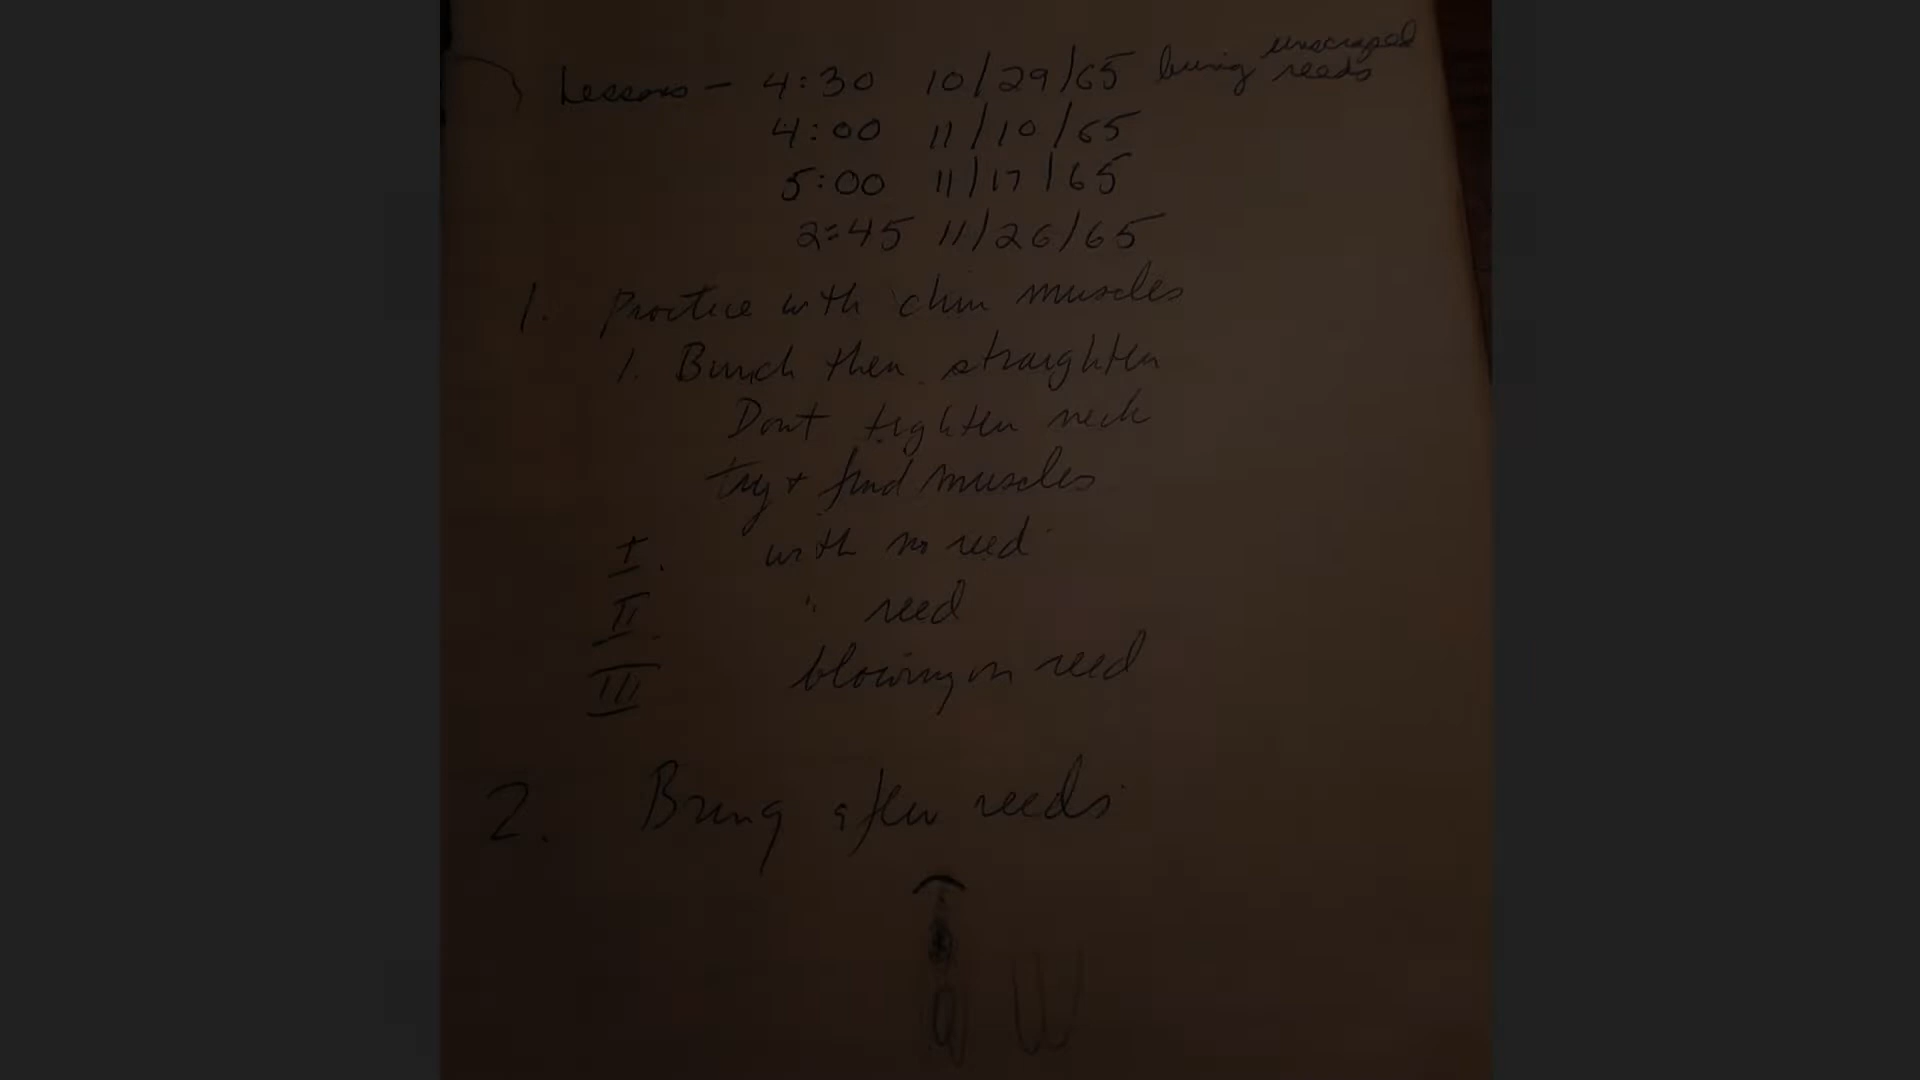 Lessons - 4:30 10/29/65 bring unscraped reeds
4:00 11/10/65
5:00 11/17/65
2:45 11/26/65
1. Practice with chin muscles
1. Bunch then straighten
Dont tighten neck
try + find muscles
I. with no reed
II. " reed
III blowing on reed
2. Bring after reeds